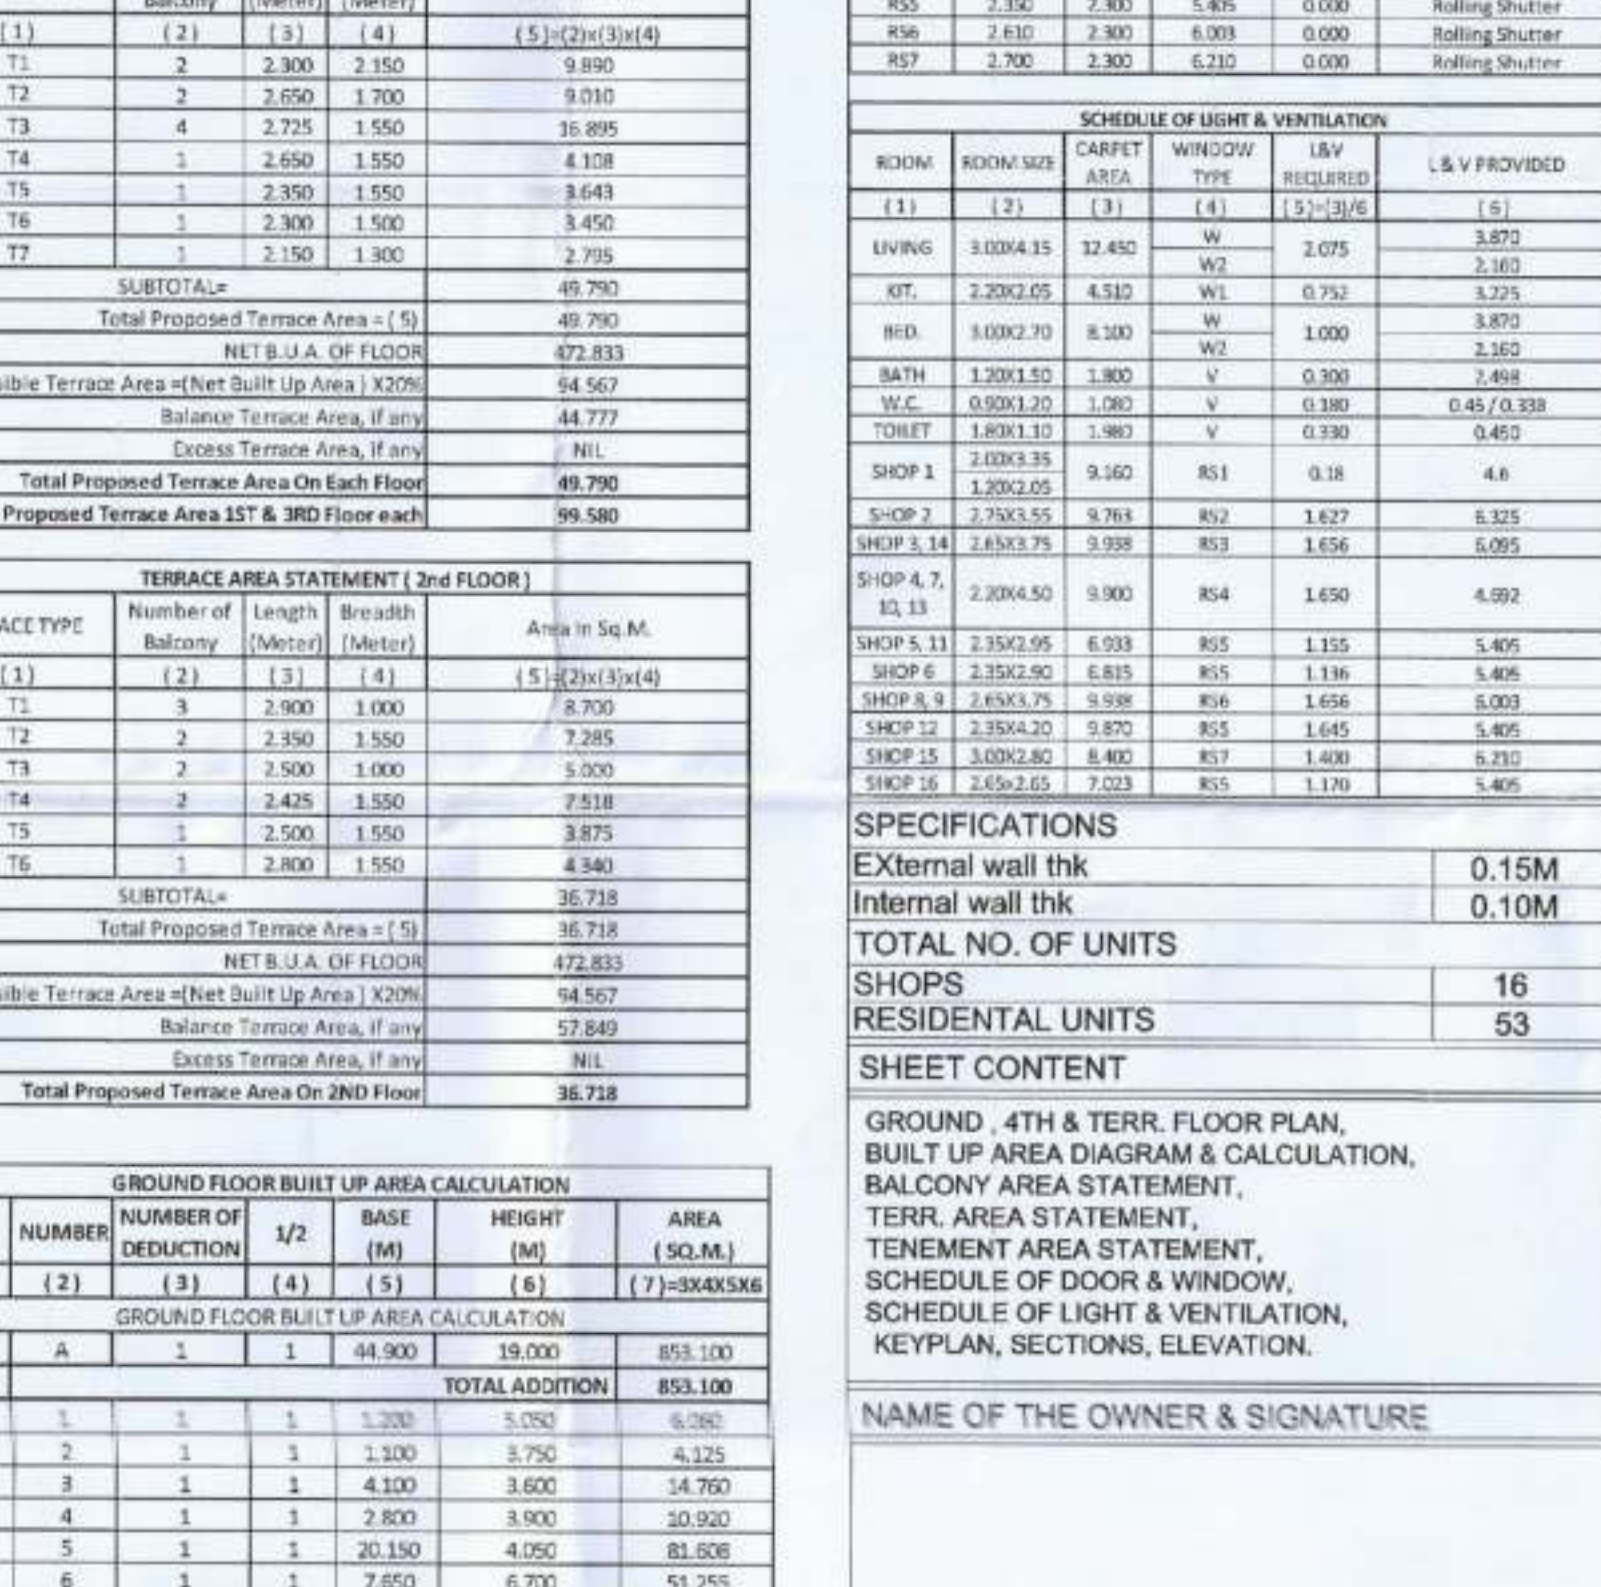 Balcony (Meter) (Meter)
(1) (2) (3) (4) (5)=(2)x(3)x(4)
T1 2 2.300 2.150 9.890
T2 2 2.650 1.700 9.010
T3 4 2.725 1.550 16.895
T4 1 2.650 1.550 4.108
T5 1 2.350 1.550 3.643
T6 1 2.300 1.500 3.450
T7 1 2.150 1.300 2.795
SUBTOTAL= 49.790
Total Proposed Terrace Area = (5) 49.790
NET B.U.A. OF FLOOR 472.833
sible Terrace Area =(Net Built Up Area ) X20% 94.567
Balance Terrace Area, if any 44.777
Excess Terrace Area, if any NIL
Total Proposed Terrace Area On Each Floor 49.790
Proposed Terrace Area 1ST & 3RD Floor each 99.580
TERRACE AREA STATEMENT ( 2nd FLOOR )
ACE TYPE Number of Balcony Length (Meter) Breadth (Meter) Area in Sq.M.
(1) (2) (3) (4) (5)=(2)x(3)x(4)
T1 3 2.900 1.000 8.700
T2 2 2.350 1.550 7.285
T3 2 2.500 1.000 5.000
T4 2 2.425 1.550 7.518
T5 1 2.500 1.550 3.875
T6 1 2.800 1.550 4.340
SUBTOTAL= 36.718
Total Proposed Terrace Area = (5) 36.718
NET B.U.A. OF FLOOR 472.833
sible Terrace Area =(Net Built Up Area ) X20% 94.567
Balance Terrace Area, if any 57.849
Excess Terrace Area, if any NIL
Total Proposed Terrace Area On 2ND Floor 36.718
GROUND FLOOR BUILT UP AREA CALCULATION
NUMBER NUMBER OF DEDUCTION 1/2 BASE (M) HEIGHT (M) AREA (SQ.M.)
(2) (3) (4) (5) (6) (7)=3X4X5X6
GROUND FLOOR BUILT UP AREA CALCULATION
A 1 1 44.900 19.000 853.100
TOTAL ADDITION 853.100
1 1 1 1.200 5.050 6.060
2 1 1 1.100 3.750 4.125
3 1 1 4.100 3.600 14.760
4 1 1 2.800 3.900 10.920
5 1 1 20.150 4.050 81.608
6 1 1 7.650 6.700 51.255
RS5 2.350 2.300 5.405 0.000 Rolling Shutter
RS6 2.610 2.300 6.003 0.000 Rolling Shutter
RS7 2.700 2.300 6.210 0.000 Rolling Shutter
SCHEDULE OF LIGHT & VENTILATION
ROOM ROOM SIZE CARPET AREA WINDOW TYPE L&V REQUIRED L & V PROVIDED
(1) (2) (3) (4) (5)=(3)/6 (6)
LIVING 3.00X4.15 12.450 W 2.075 3.870
W2 2.160
KIT. 2.20X2.05 4.510 W1 0.752 3.225
BED. 3.00X2.70 8.100 W 1.000 3.870
W2 2.160
BATH 1.20X1.50 1.800 V 0.300 2.498
W.C. 0.90X1.20 1.080 V 0.180 0.45 / 0.338
TOILET 1.80X1.10 1.980 V 0.330 0.450
SHOP 1 2.00X3.35 9.160 RS1 0.18 4.6
1.20X2.05
SHOP 2 2.75X3.55 9.763 RS2 1.627 6.325
SHOP 3, 14 2.65X3.75 9.938 RS3 1.656 6.095
SHOP 4, 7, 10, 13 2.20X4.50 9.900 RS4 1.650 4.692
SHOP 5, 11 2.35X2.95 6.933 RS5 1.155 5.405
SHOP 6 2.35X2.90 6.815 RS5 1.136 5.405
SHOP 8, 9 2.65X3.75 9.938 RS6 1.656 6.003
SHOP 12 2.35X4.20 9.870 RS5 1.645 5.405
SHOP 15 3.00X2.80 8.400 RS7 1.400 6.210
SHOP 16 2.65x2.65 7.023 RS5 1.170 5.405
SPECIFICATIONS
EXternal wall thk 0.15M
Internal wall thk 0.10M
TOTAL NO. OF UNITS
SHOPS 16
RESIDENTAL UNITS 53
SHEET CONTENT
GROUND , 4TH & TERR. FLOOR PLAN,
BUILT UP AREA DIAGRAM & CALCULATION,
BALCONY AREA STATEMENT,
TERR. AREA STATEMENT,
TENEMENT AREA STATEMENT,
SCHEDULE OF DOOR & WINDOW,
SCHEDULE OF LIGHT & VENTILATION,
KEYPLAN, SECTIONS, ELEVATION.
NAME OF THE OWNER & SIGNATURE